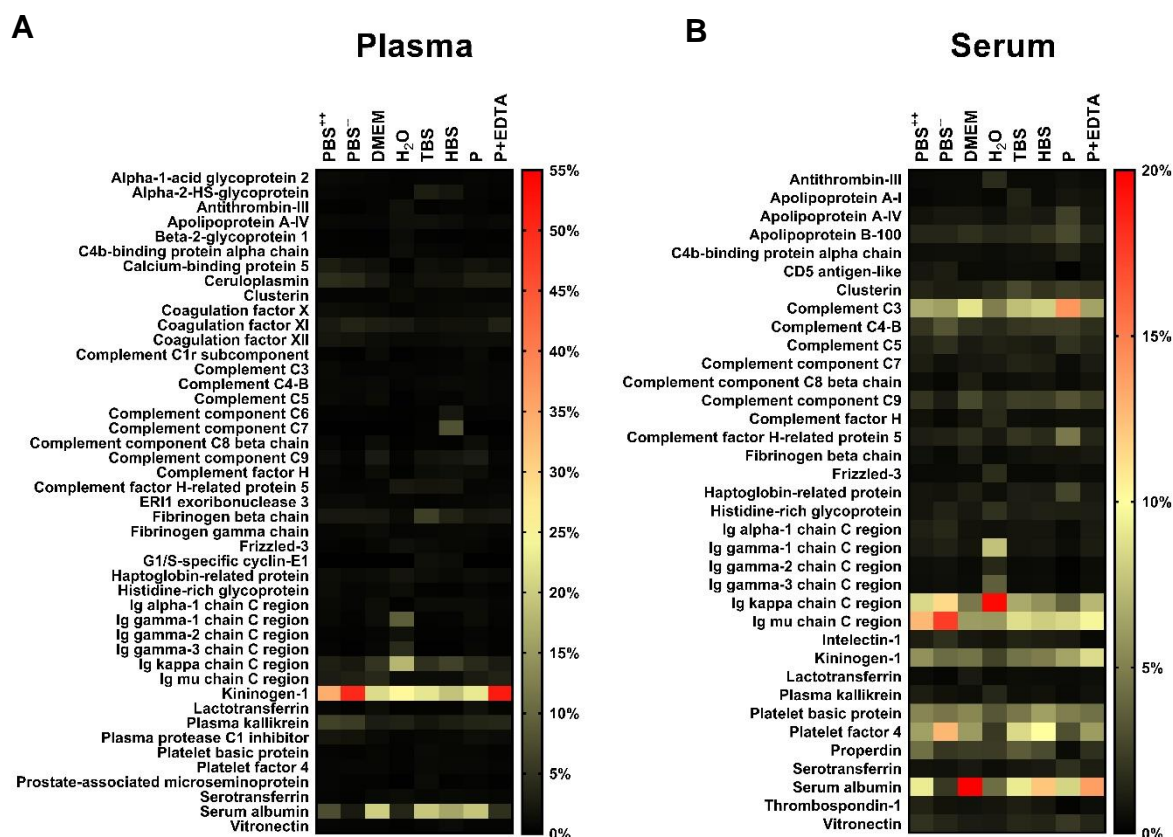 A
Plasma
PBS++
PBS−
DMEM
H2O
TBS
HBS
P
P+EDTA
Alpha-1-acid glycoprotein 2
Alpha-2-HS-glycoprotein
Antithrombin-III
Apolipoprotein A-IV
Beta-2-glycoprotein 1
C4b-binding protein alpha chain
Calcium-binding protein 5
Ceruloplasmin
Clusterin
Coagulation factor X
Coagulation factor XI
Coagulation factor XII
Complement C1r subcomponent
Complement C3
Complement C4-B
Complement C5
Complement component C6
Complement component C7
Complement component C8 beta chain
Complement component C9
Complement factor H
Complement factor H-related protein 5
ERI1 exoribonuclease 3
Fibrinogen beta chain
Fibrinogen gamma chain
Frizzled-3
G1/S-specific cyclin-E1
Haptoglobin-related protein
Histidine-rich glycoprotein
Ig alpha-1 chain C region
Ig gamma-1 chain C region
Ig gamma-2 chain C region
Ig gamma-3 chain C region
Ig kappa chain C region
Ig mu chain C region
Kininogen-1
Lactotransferrin
Plasma kallikrein
Plasma protease C1 inhibitor
Platelet basic protein
Platelet factor 4
Prostate-associated microseminoprotein
Serotransferrin
Serum albumin
Vitronectin
55%
50%
45%
40%
35%
30%
25%
20%
15%
10%
5%
0%
B
Serum
PBS++
PBS−
DMEM
H2O
TBS
HBS
P
P+EDTA
Antithrombin-III
Apolipoprotein A-I
Apolipoprotein A-IV
Apolipoprotein B-100
C4b-binding protein alpha chain
CD5 antigen-like
Clusterin
Complement C3
Complement C4-B
Complement C5
Complement component C7
Complement component C8 beta chain
Complement component C9
Complement factor H
Complement factor H-related protein 5
Fibrinogen beta chain
Frizzled-3
Haptoglobin-related protein
Histidine-rich glycoprotein
Ig alpha-1 chain C region
Ig gamma-1 chain C region
Ig gamma-2 chain C region
Ig gamma-3 chain C region
Ig kappa chain C region
Ig mu chain C region
Intelectin-1
Kininogen-1
Lactotransferrin
Plasma kallikrein
Platelet basic protein
Platelet factor 4
Properdin
Serotransferrin
Serum albumin
Thrombospondin-1
Vitronectin
20%
15%
10%
5%
0%